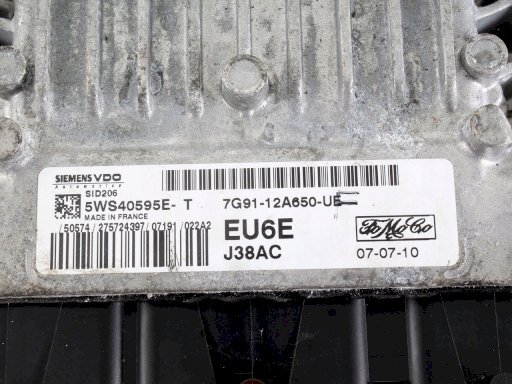 SIEMENS VDO
Automotive
SID206
5WS40595E- T 7G91-12A650-UE
MADE IN FRANCE
/50574/275724397/07191/022A2
EU6E
J38AC
FoMoCo
07-07-10